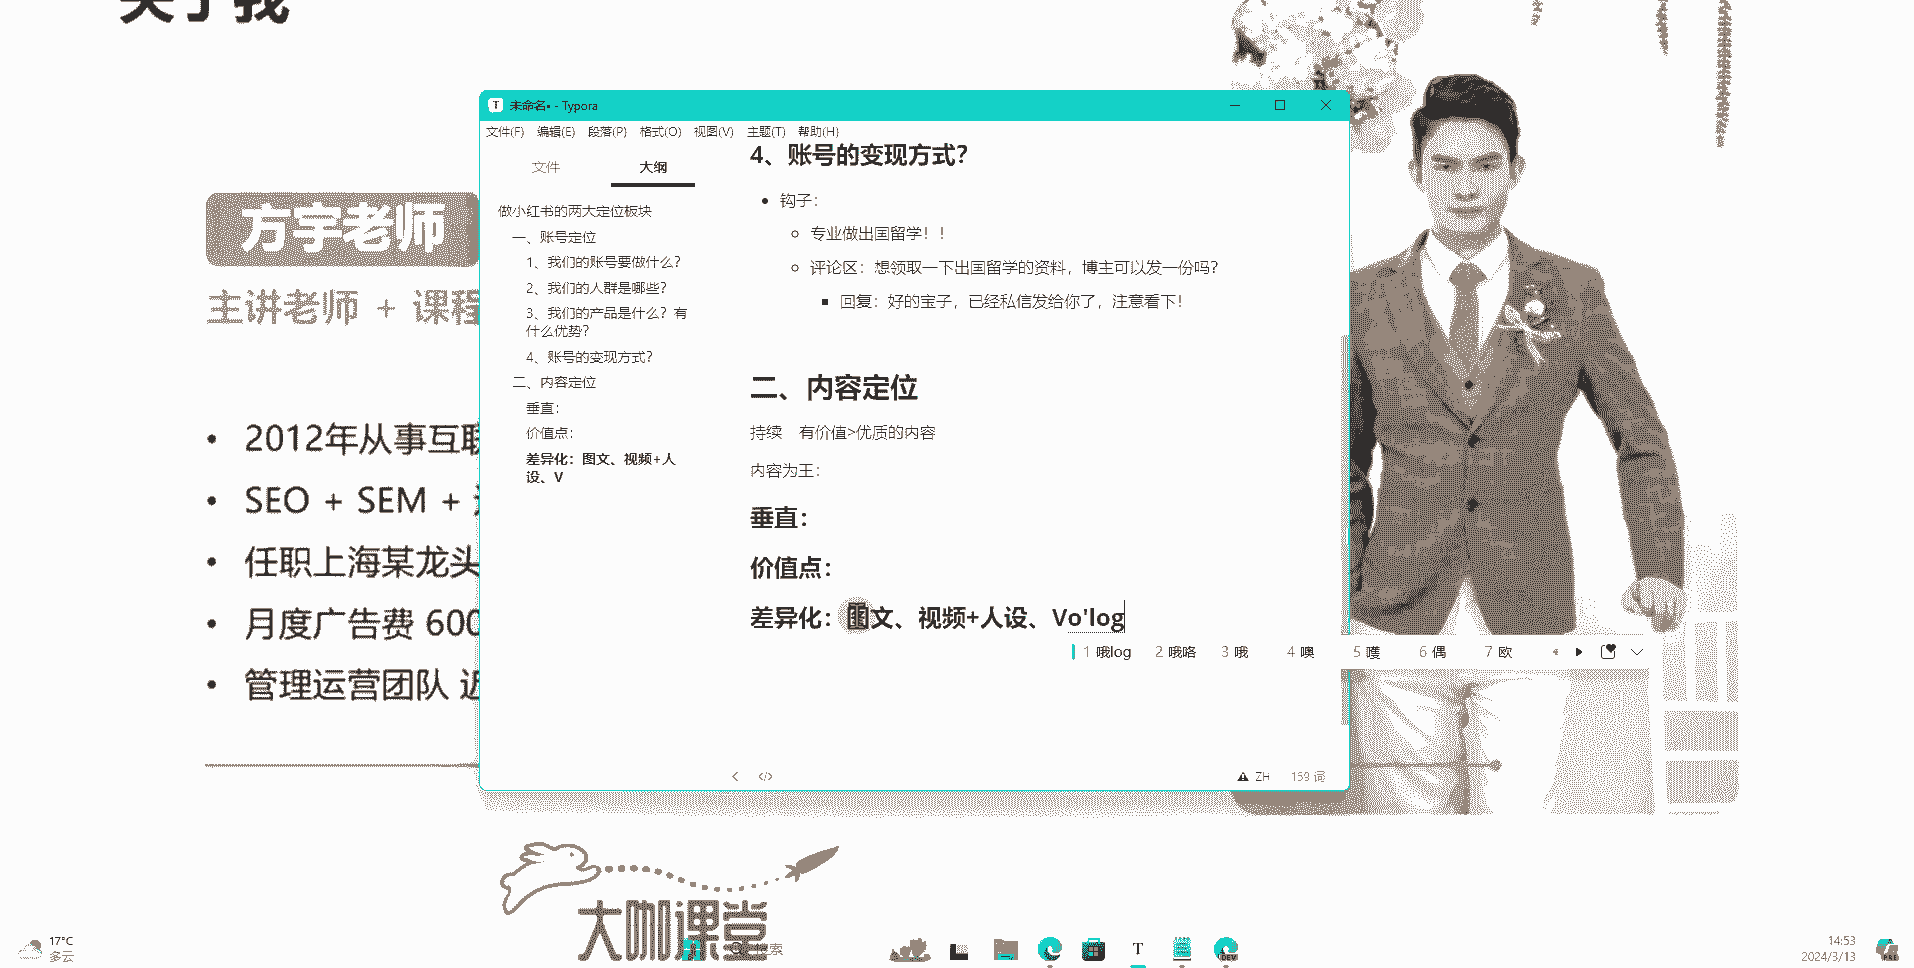 关于我
方宇老师
主讲老师 + 课程
2012年从事互联
SEO + SEM +
任职上海某龙头
月度广告费 600
管理运营团队 近
T 未命名• - Typora
文件(F) 编辑(E) 段落(P) 格式(O) 视图(V) 主题(T) 帮助(H)
文件 大纲
做小红书的两大定位板块
一、账号定位
1、我们的账号要做什么？
2、我们的人群是哪些？
3、我们的产品是什么？有
什么优势？
4、账号的变现方式？
二、内容定位
垂直：
价值点：
差异化：图文、视频+人
设、V
4、账号的变现方式？
钩子：
专业做出国留学！！
评论区：想领取一下出国留学的资料，博主可以发一份吗？
回复：好的宝子，已经私信发给你了，注意看下！
二、内容定位
持续 有价值>优质的内容
内容为王：
垂直：
价值点：
差异化：图文、视频+人设、Vo'log
1 哦log 2 哦咯 3 哦 4 噢 5 嚄 6 偶 7 欧
ZH 159 词
大咖课堂
搜索
17°C
多云
T
DEV
14:53
2024/3/13
PRE